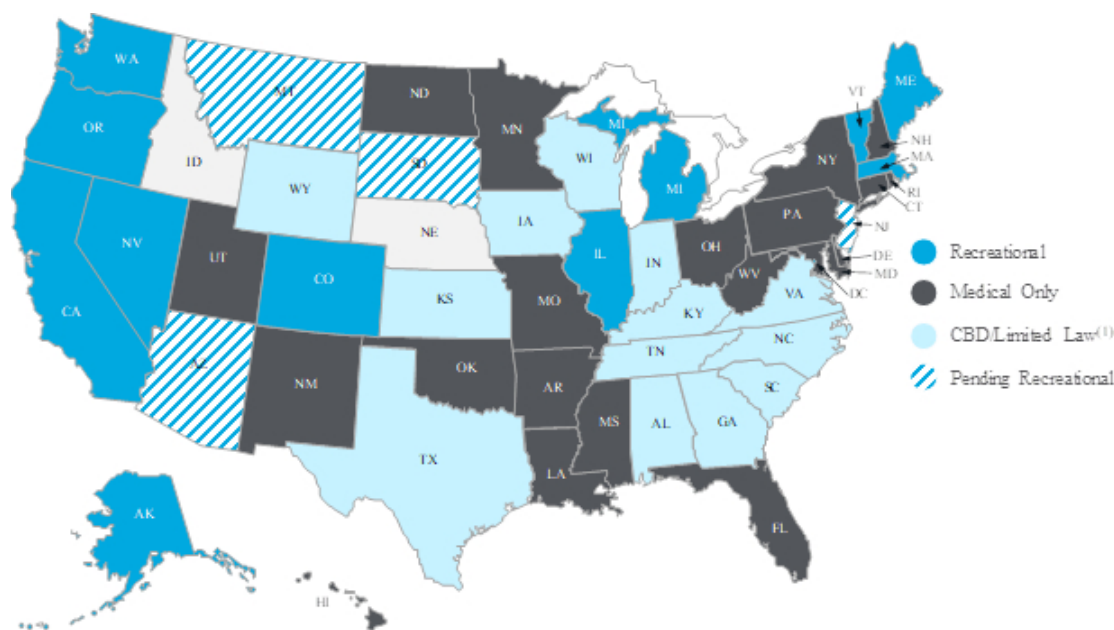 WA
MT
ND
MN
ME
VT
OR
MI
NH
ID
SD
WI
NY
MA
WY
MI
RI
CT
IA
PA
NJ
NV
NE
OH
UT
IL
IN
DE
CO
WV
MD
VA
DC
CA
KS
MO
KY
NC
TN
AZ
OK
NM
AR
SC
MS
AL
GA
TX
LA
AK
FL
HI
Recreational
Medical Only
CBD/Limited Law(1)
Pending Recreational